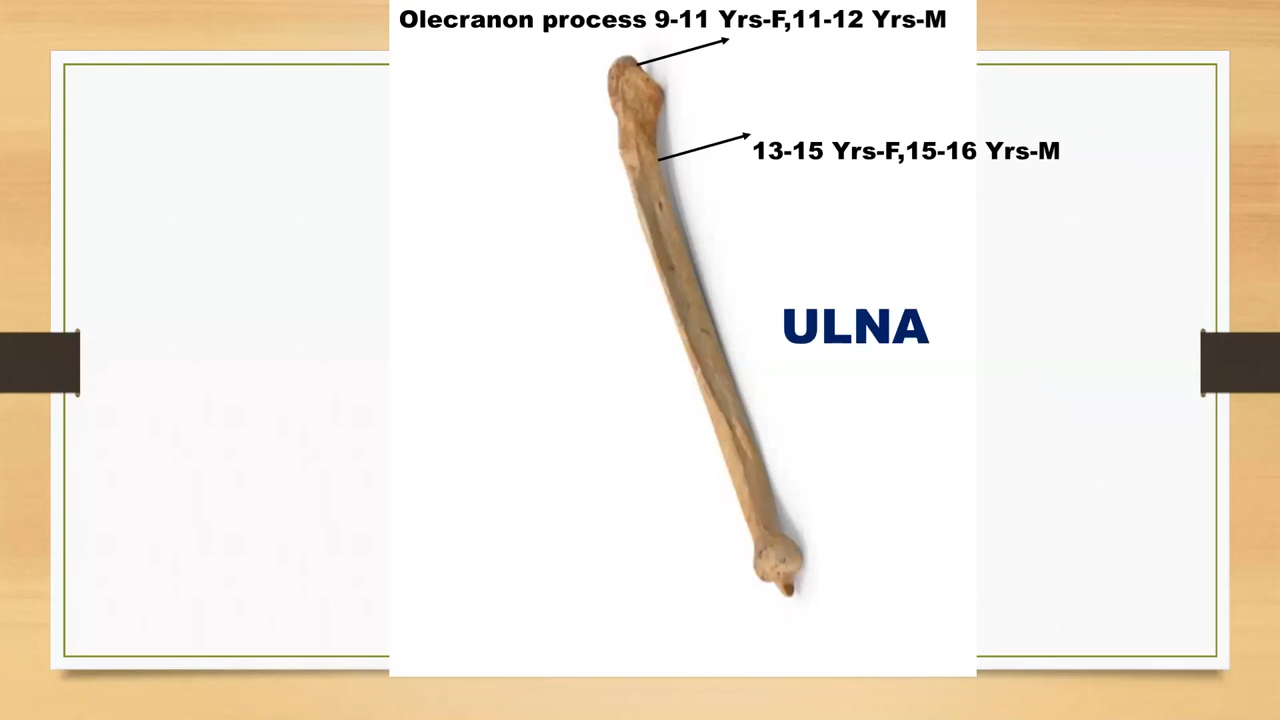 Olecranon process 9-11 Yrs-F,11-12 Yrs-M
13-15 Yrs-F,15-16 Yrs-M
ULNA